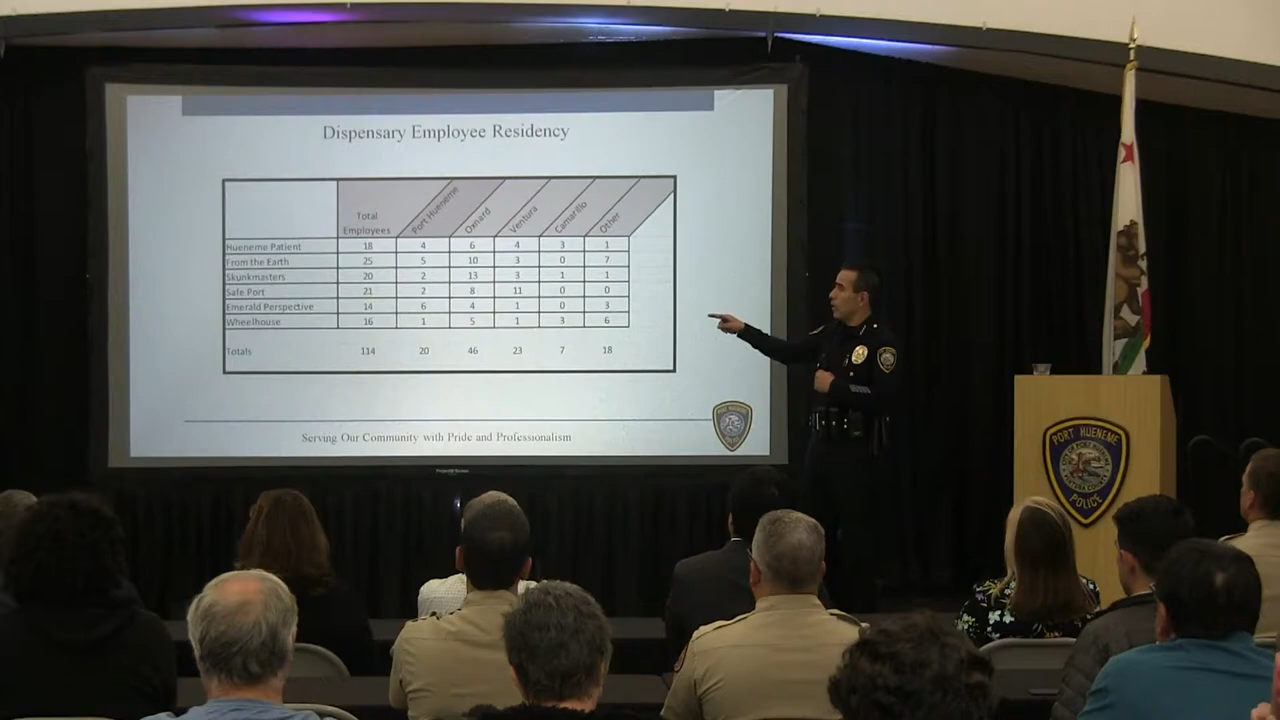 Dispensary Employee Residency
Total Employees Port Hueneme Oxnard Ventura Camarillo Other
Hueneme Patient 18 4 6 4 3 1
From the Earth 25 5 10 3 0 7
Skunkmasters 20 2 13 3 1 1
Safe Port 21 2 8 11 0 0
Emerald Perspective 14 6 4 1 0 3
Wheelhouse 16 1 5 1 3 6
Totals 114 20 46 23 7 18
Serving Our Community with Pride and Professionalism
PORT HUENEME
POLICE